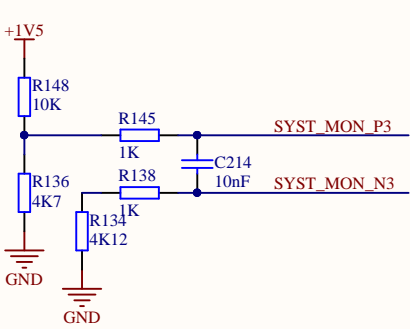 +1V5
R148
10K
R145
1K
SYST_MON_P3
C214
10nF
R136
4K7
R138
1K
SYST_MON_N3
R134
4K12
GND
GND